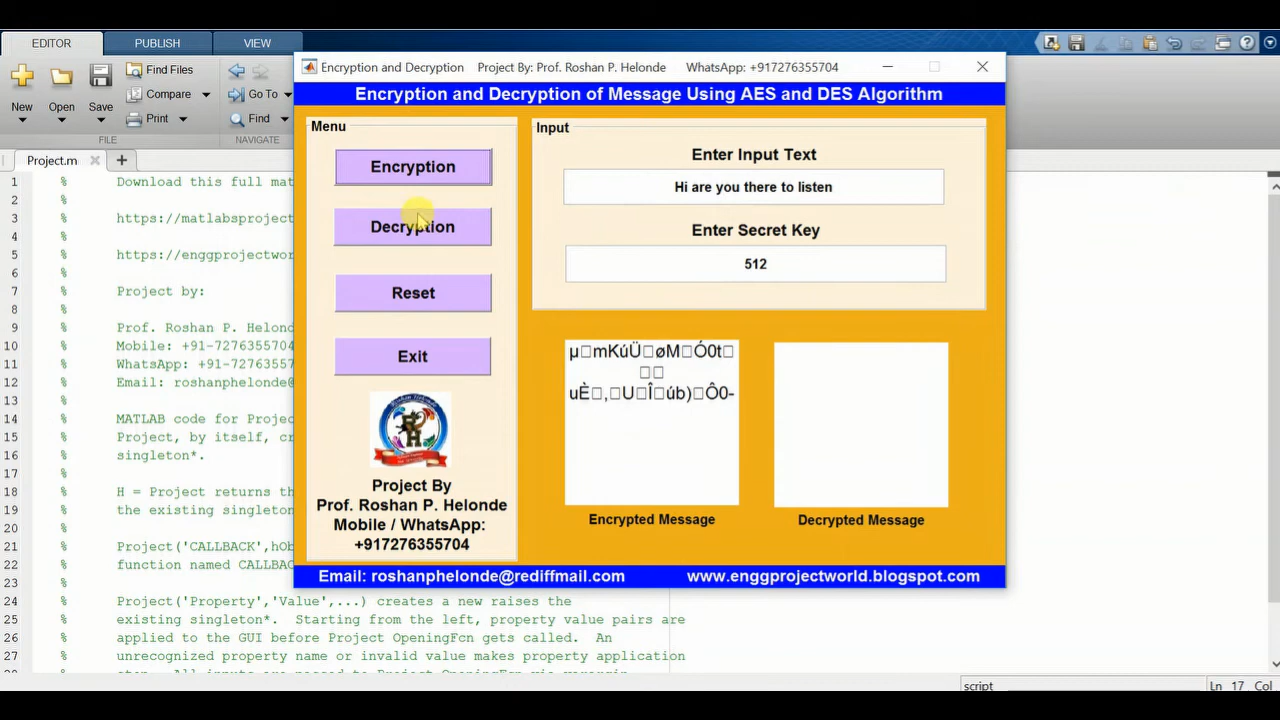 EDITOR PUBLISH VIEW
New Open Save
Find Files
Compare
Print
Go To
Find
FILE NAVIGATE
Project.m
Encryption and Decryption Project By: Prof. Roshan P. Helonde WhatsApp: +917276355704
Encryption and Decryption of Message Using AES and DES Algorithm
Menu
Encryption
Decryption
Reset
Exit
Project By
Prof. Roshan P. Helonde
Mobile / WhatsApp:
+917276355704
Input
Enter Input Text
Hi are you there to listen
Enter Secret Key
512
µ□mKúÜ□øM□Ó0t□
□□
uÈ□,□U□Î□úb)□Ô0-
Encrypted Message
Decrypted Message
Email: roshanphelonde@rediffmail.com www.enggprojectworld.blogspot.com
1 % Download this full mat
2 %
3 % https://matlabsproject
4 %
5 % https://enggprojectwor
6 %
7 % Project by:
8 %
9 % Prof. Roshan P. Helond
10 % Mobile: +91-7276355704
11 % WhatsApp: +91-72763557
12 % Email: roshanphelonde@
13 %
14 % MATLAB code for Projec
15 % Project, by itself, cr
16 % singleton*.
17 %
18 % H = Project returns th
19 % the existing singleton
20 %
21 % Project('CALLBACK',hOb
22 % function named CALLBAC
23 %
24 % Project('Property','Value',...) creates a new raises the
25 % existing singleton*. Starting from the left, property value pairs are
26 % applied to the GUI before Project OpeningFcn gets called. An
27 % unrecognized property name or invalid value makes property application
script Ln 17 Col